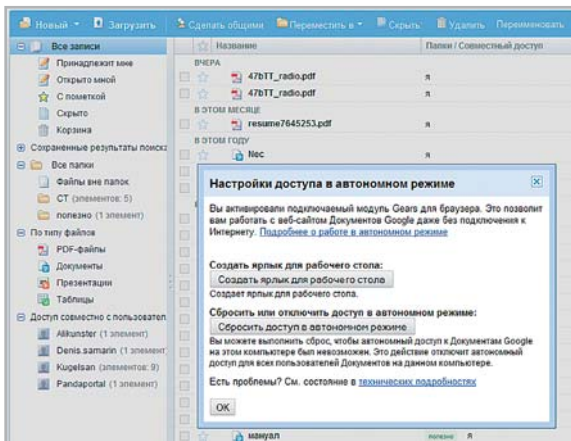 Новый
Загрузить
Сделать общими
Переместить в
Скрыть
Удалить
Переименовать
Все записи
Принадлежит мне
Открыто мной
С пометкой
Скрыто
Корзина
Сохраненные результаты поиска
Все папки
Файлы вне папок
СТ (элементов: 5)
полезно (1 элемент)
По типу файлов
PDF-файлы
Документы
Презентации
Таблицы
Доступ совместно с пользовател
Alikunster (1 элемент)
Denis.samarin (1 элемент)
Kugelsan (элементов: 9)
Pandaportal (1 элемент)
Название
Папки / Совместный доступ
ВЧЕРА
47bTT_radio.pdf
я
47bTT_radio.pdf
я
В ЭТОМ МЕСЯЦЕ
resume7645253.pdf
я
В ЭТОМ ГОДУ
Nec
я
Настройки доступа в автономном режиме
Вы активировали подключаемый модуль Gears для браузера. Это позволит
вам работать с веб-сайтом Документов Google даже без подключения к
Интернету. Подробнее о работе в автономном режиме
Создать ярлык для рабочего стола:
Создать ярлык для рабочего стола
Создает ярлык для рабочего стола.
Сбросить или отключить доступ в автономном режиме:
Сбросить доступ в автономном режиме
Вы можете выполнить сброс, чтобы автономный доступ к Документам Google
на этом компьютере был невозможен. Это действие отключит автономный
доступ для всех пользователей Документов на данном компьютере.
Есть проблемы? См. состояние в технических подробностях
OK
мануал
полезно
я